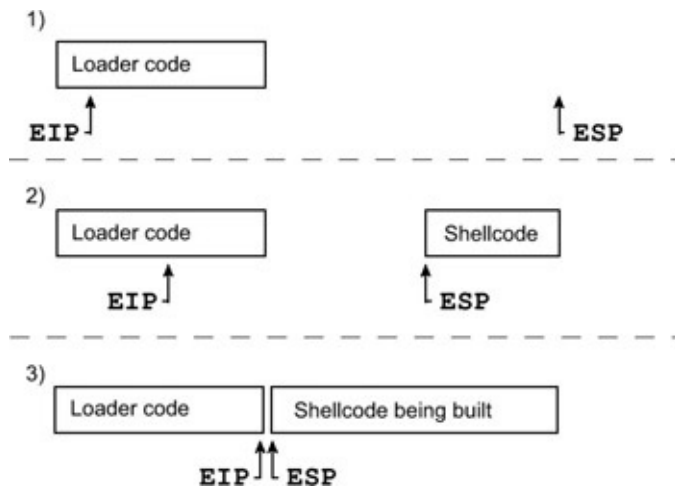 1)
Loader code
EIP ESP
2)
Loader code Shellcode
EIP ESP
3)
Loader code Shellcode being built
EIP ESP